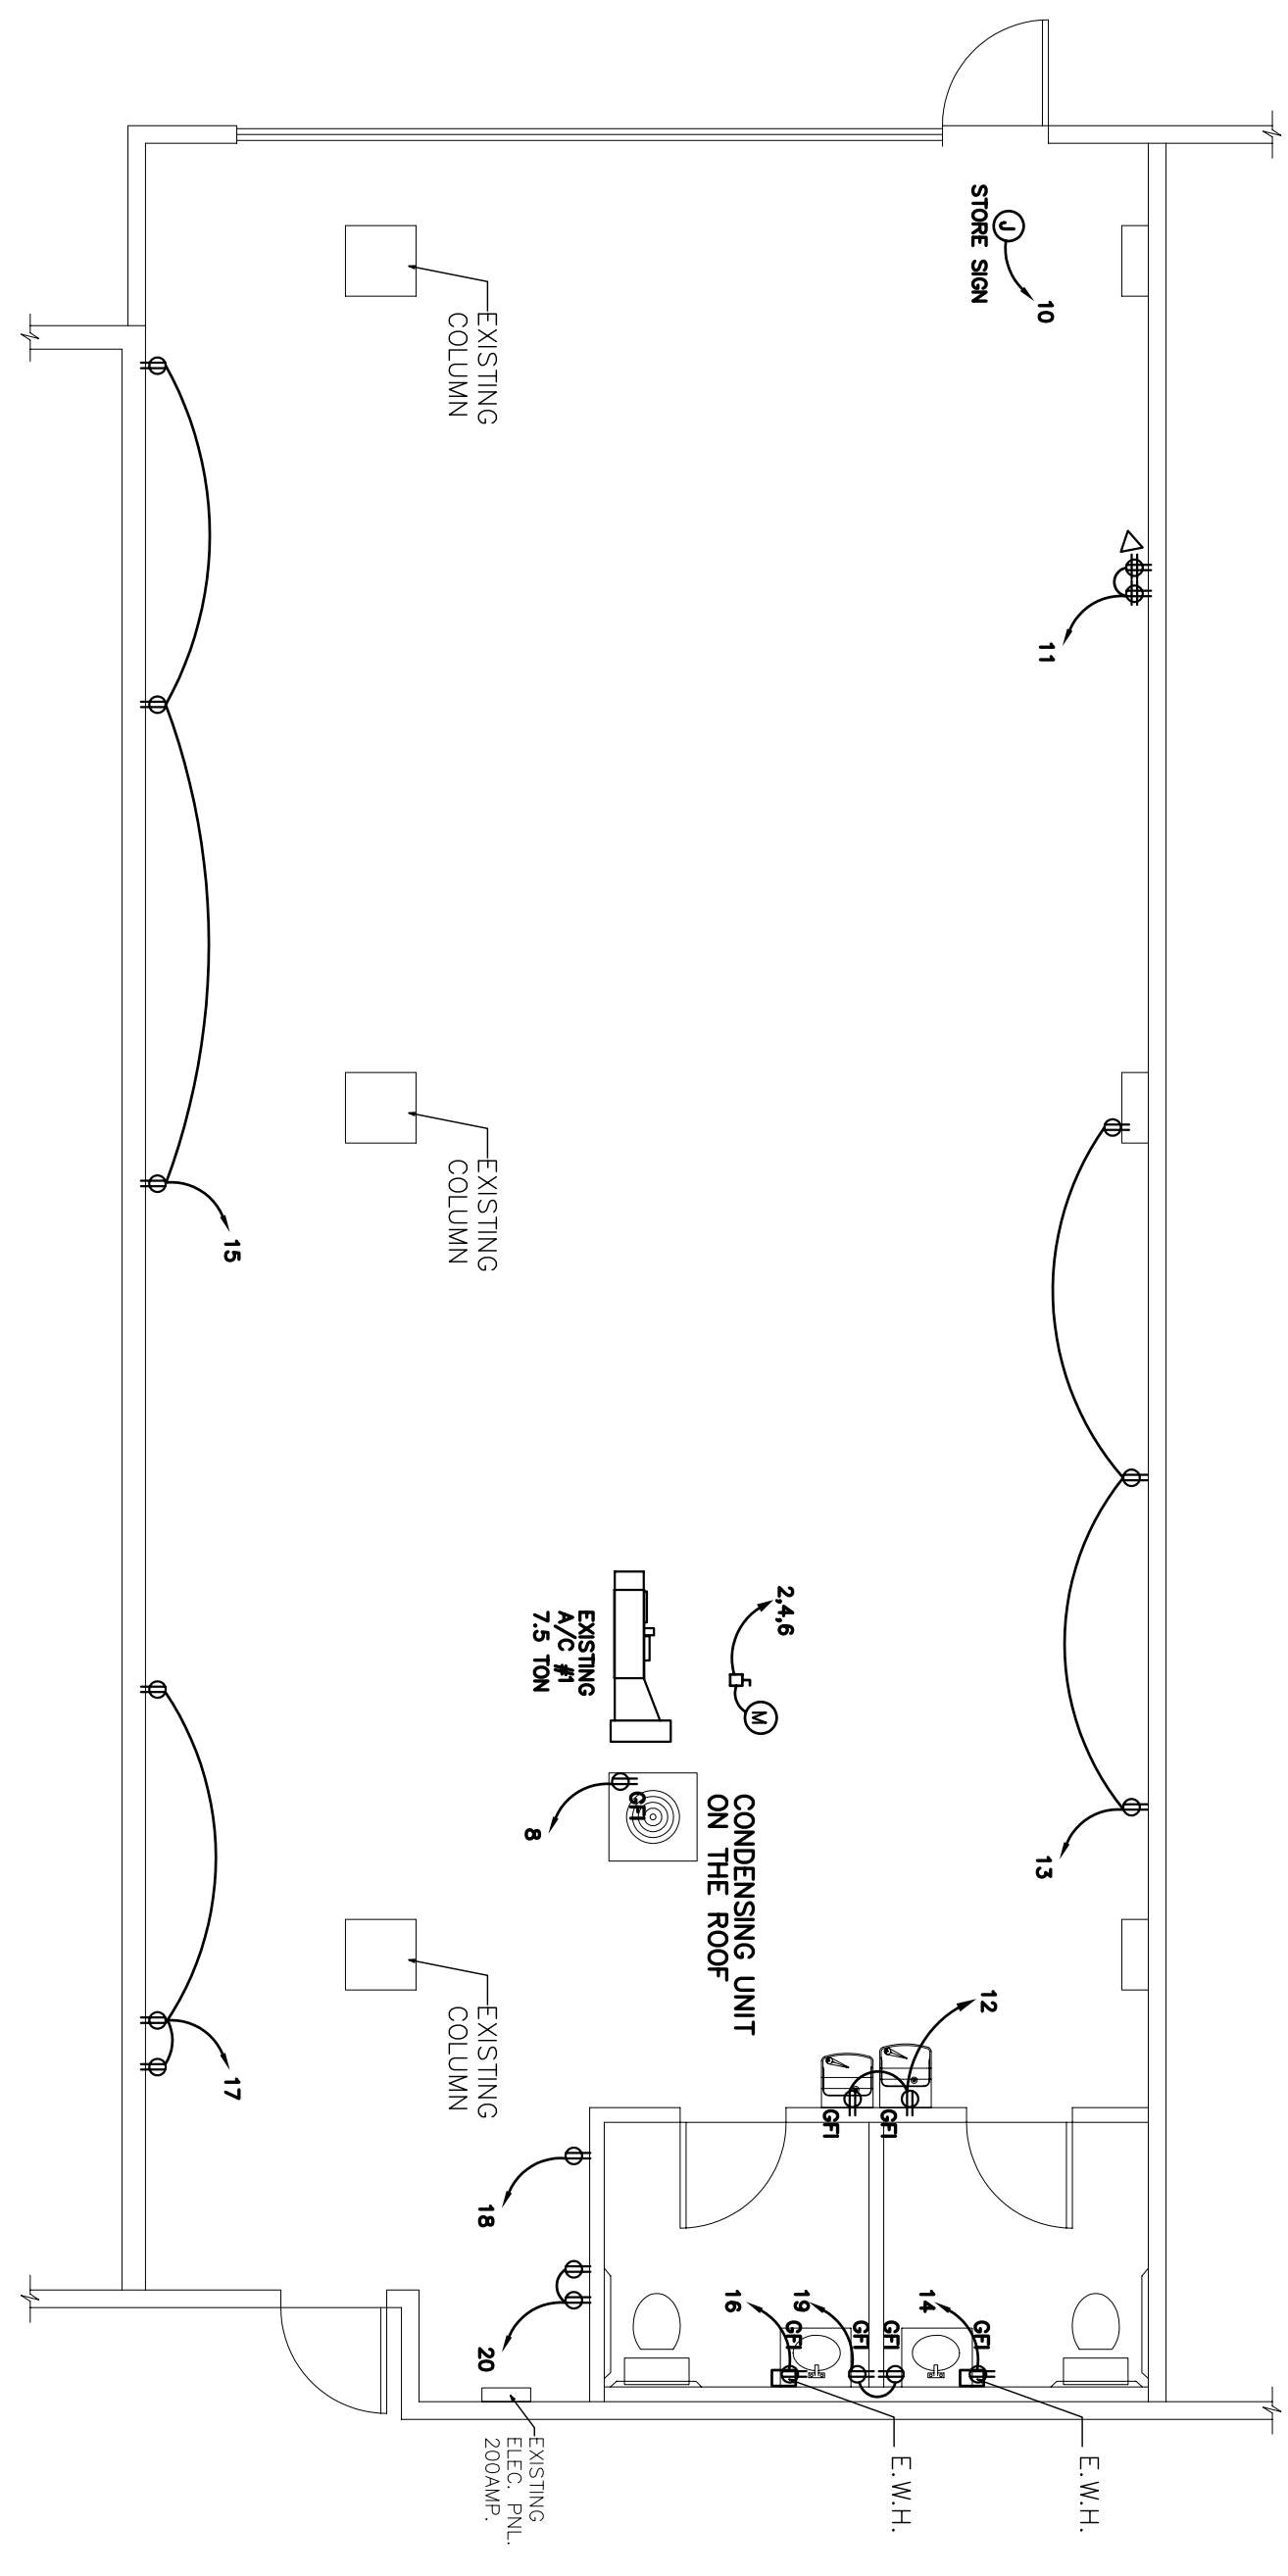 STORE SIGN
J
10
EXISTING
COLUMN
11
15
EXISTING
COLUMN
2,4,6
M
EXISTING
A/C #1
7.5 TON
GFI
8
CONDENSING UNIT
ON THE ROOF
13
12
GFI
GFI
EXISTING
COLUMN
17
18
20
16
GFI
19
GFI
GFI
14
GFI
E.W.H.
E.W.H.
EXISTING
ELEC. PNL.
200AMP.